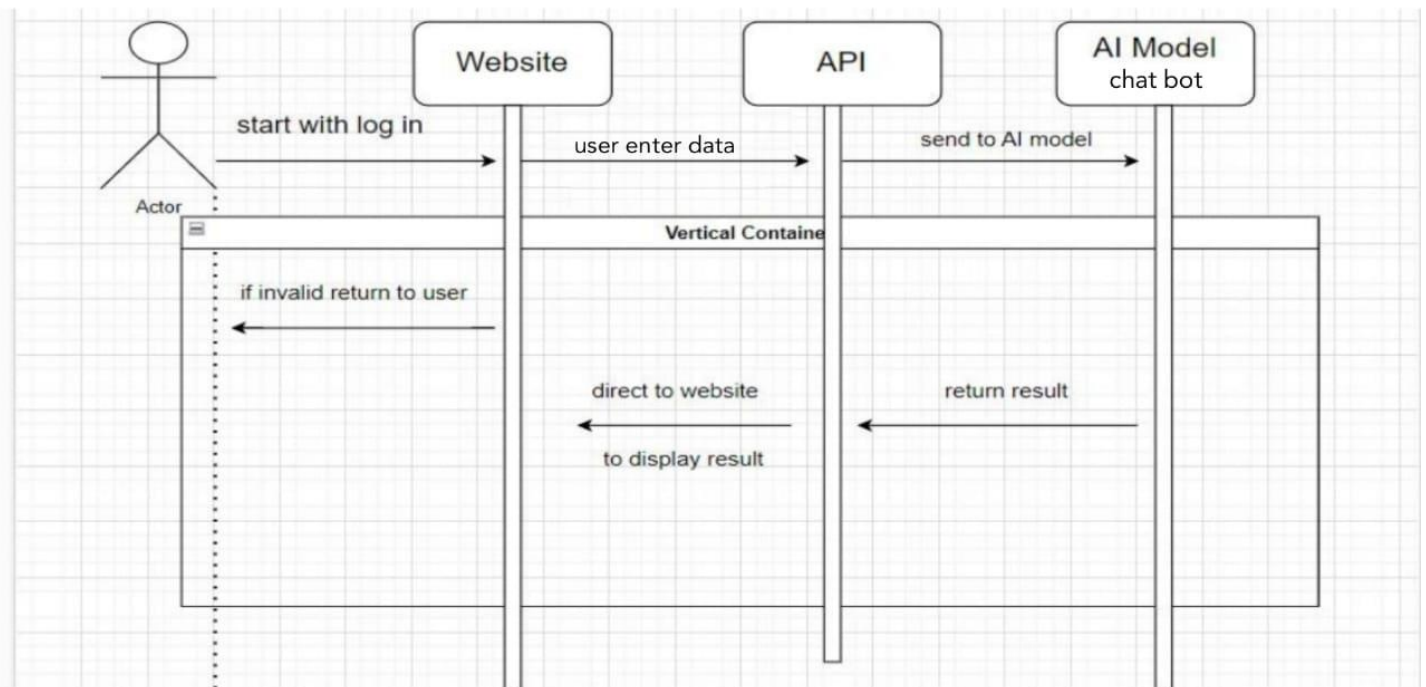 Website
API
AI Model
chat bot
start with log in
user enter data
send to AI model
Actor
Vertical Containe
if invalid return to user
direct to website
return result
to display result